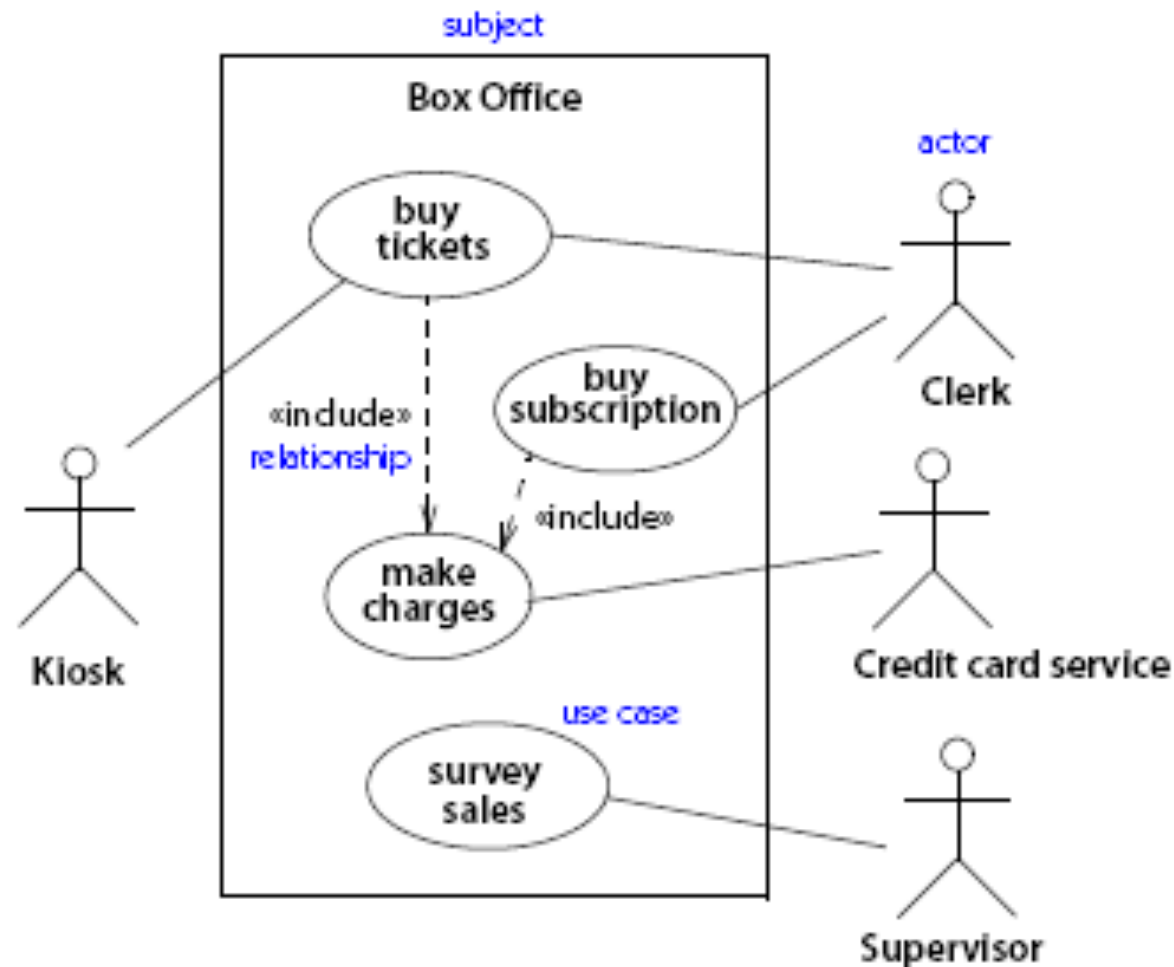 subject
Box Office
actor
buy
tickets
buy
subscription
Clerk
«include»
relationship
«include»
make
charges
Kiosk
Credit card service
use case
survey
sales
Supervisor